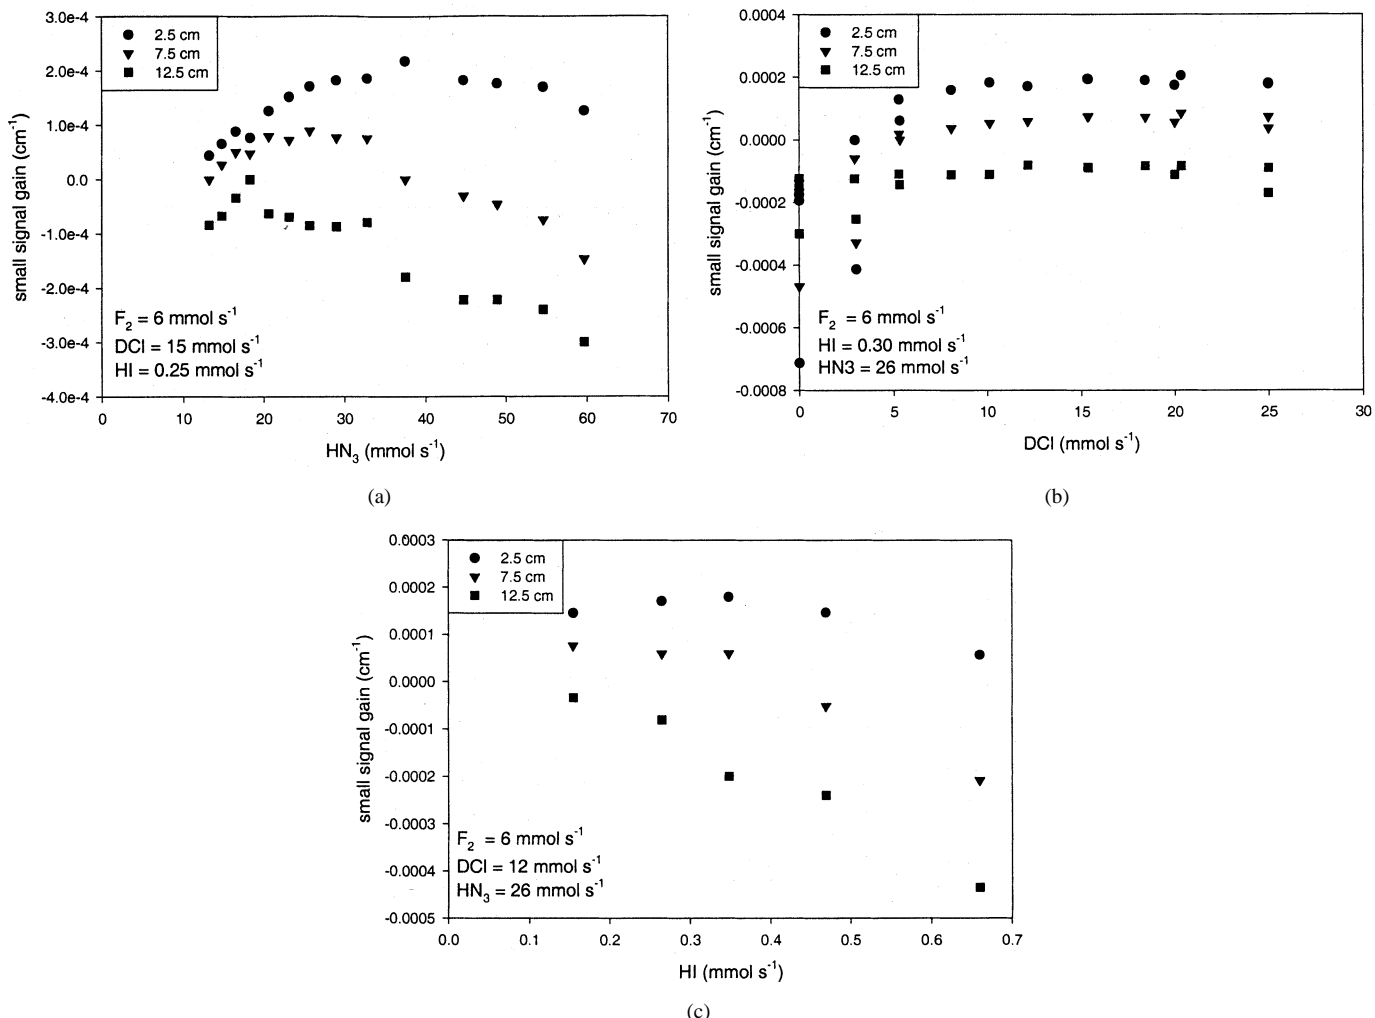 3.0e-4
2.0e-4
1.0e-4
0.0
-1.0e-4
-2.0e-4
-3.0e-4
-4.0e-4
small signal gain (cm⁻¹)
2.5 cm
7.5 cm
12.5 cm
F₂ = 6 mmol s⁻¹
DCl = 15 mmol s⁻¹
HI = 0.25 mmol s⁻¹
0 10 20 30 40 50 60 70
HN₃ (mmol s⁻¹)
(a)
0.0004
0.0002
0.0000
-0.0002
-0.0004
-0.0006
-0.0008
small signal gain (cm⁻¹)
2.5 cm
7.5 cm
12.5 cm
F₂ = 6 mmol s⁻¹
HI = 0.30 mmol s⁻¹
HN3 = 26 mmol s⁻¹
0 5 10 15 20 25 30
DCl (mmol s⁻¹)
(b)
0.0003
0.0002
0.0001
0.0000
-0.0001
-0.0002
-0.0003
-0.0004
-0.0005
small signal gain (cm⁻¹)
2.5 cm
7.5 cm
12.5 cm
F₂ = 6 mmol s⁻¹
DCl = 12 mmol s⁻¹
HN₃ = 26 mmol s⁻¹
0.0 0.1 0.2 0.3 0.4 0.5 0.6 0.7
HI (mmol s⁻¹)
(c)